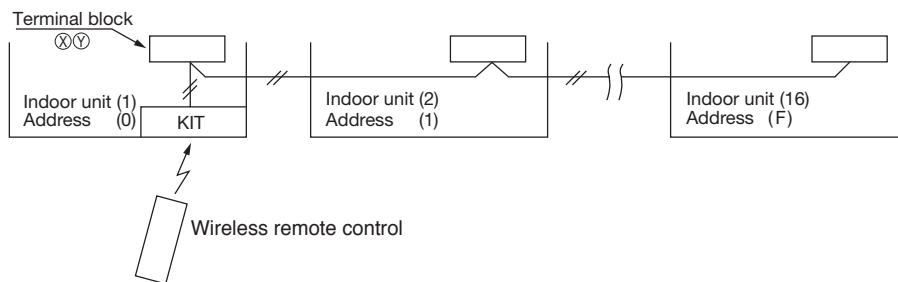 Terminal block
ⓍⓎ
Indoor unit (1)
Address (0)
KIT
Indoor unit (2)
Address (1)
Indoor unit (16)
Address (F)
Wireless remote control